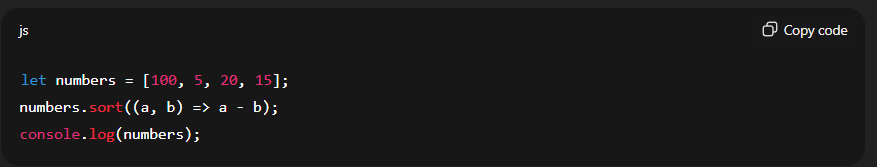 js
Copy code
let numbers = [100, 5, 20, 15];
numbers.sort((a, b) => a - b);
console.log(numbers);